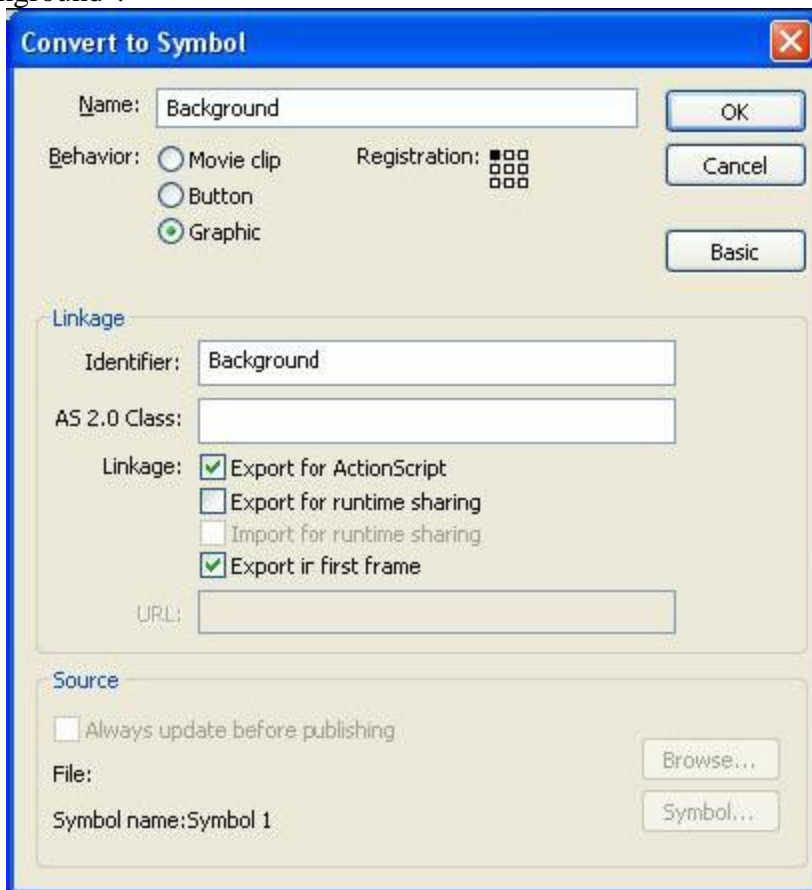 nground".
Convert to Symbol
Name: Background
OK
Behavior: Movie clip
Registration:
Cancel
Button
Graphic
Basic
Linkage
Identifier: Background
AS 2.0 Class:
Linkage: Export for ActionScript
Export for runtime sharing
Import for runtime sharing
Export in first frame
URL:
Source
Always update before publishing
Browse...
File:
Symbol name:Symbol 1
Symbol...